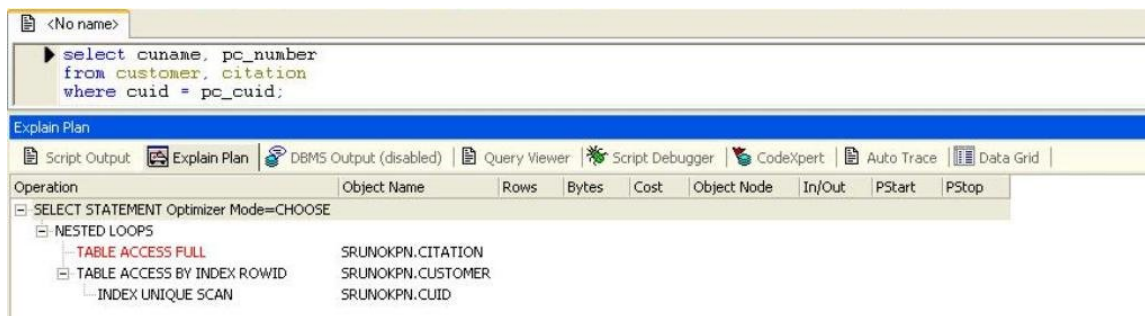 <No name>
select cuname, pc_number
from customer, citation
where cuid = pc_cuid;
Explain Plan
Script Output Explain Plan DBMS Output (disabled) Query Viewer Script Debugger CodeXpert Auto Trace Data Grid
Operation Object Name Rows Bytes Cost Object Node In/Out PStart PStop
SELECT STATEMENT Optimizer Mode=CHOOSE
NESTED LOOPS
TABLE ACCESS FULL SRUNOKPN.CITATION
TABLE ACCESS BY INDEX ROWID SRUNOKPN.CUSTOMER
INDEX UNIQUE SCAN SRUNOKPN.CUID